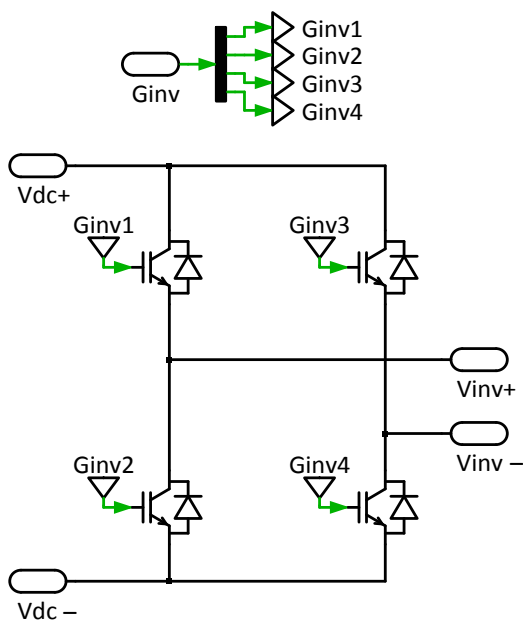 Ginv
Ginv1
Ginv2
Ginv3
Ginv4
Vdc+
Ginv1
Ginv3
Vinv+
Vinv –
Ginv2
Ginv4
Vdc –